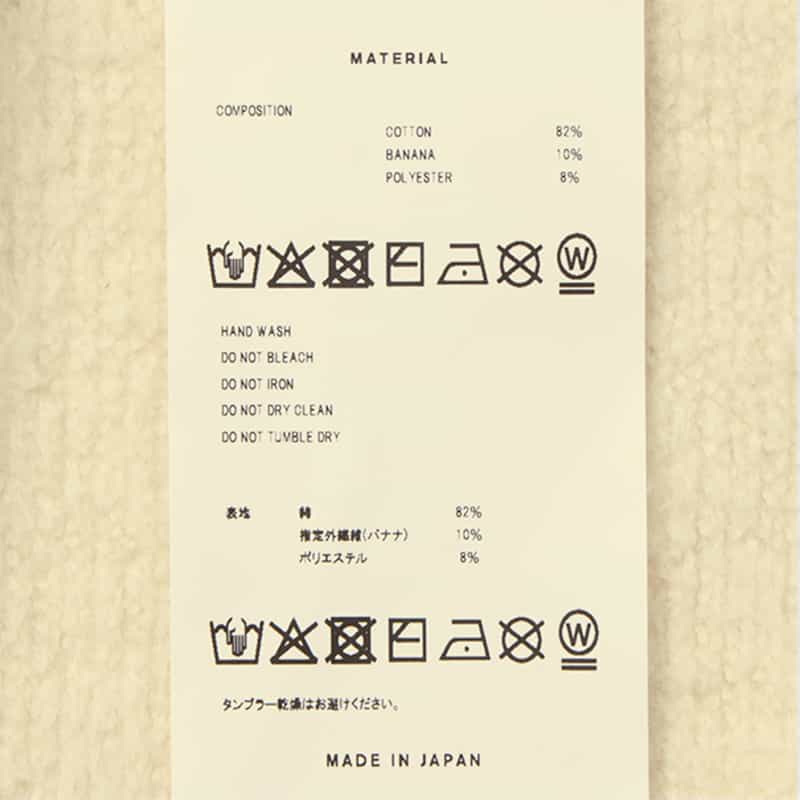 MATERIAL
COMPOSITION
COTTON 82%
BANANA 10%
POLYESTER 8%
W
HAND WASH
DO NOT BLEACH
DO NOT IRON
DO NOT DRY CLEAN
DO NOT TUMBLE DRY
表地 綿 82%
指定外繊維(バナナ) 10%
ポリエステル 8%
W
タンブラー乾燥はお避けください。
MADE IN JAPAN